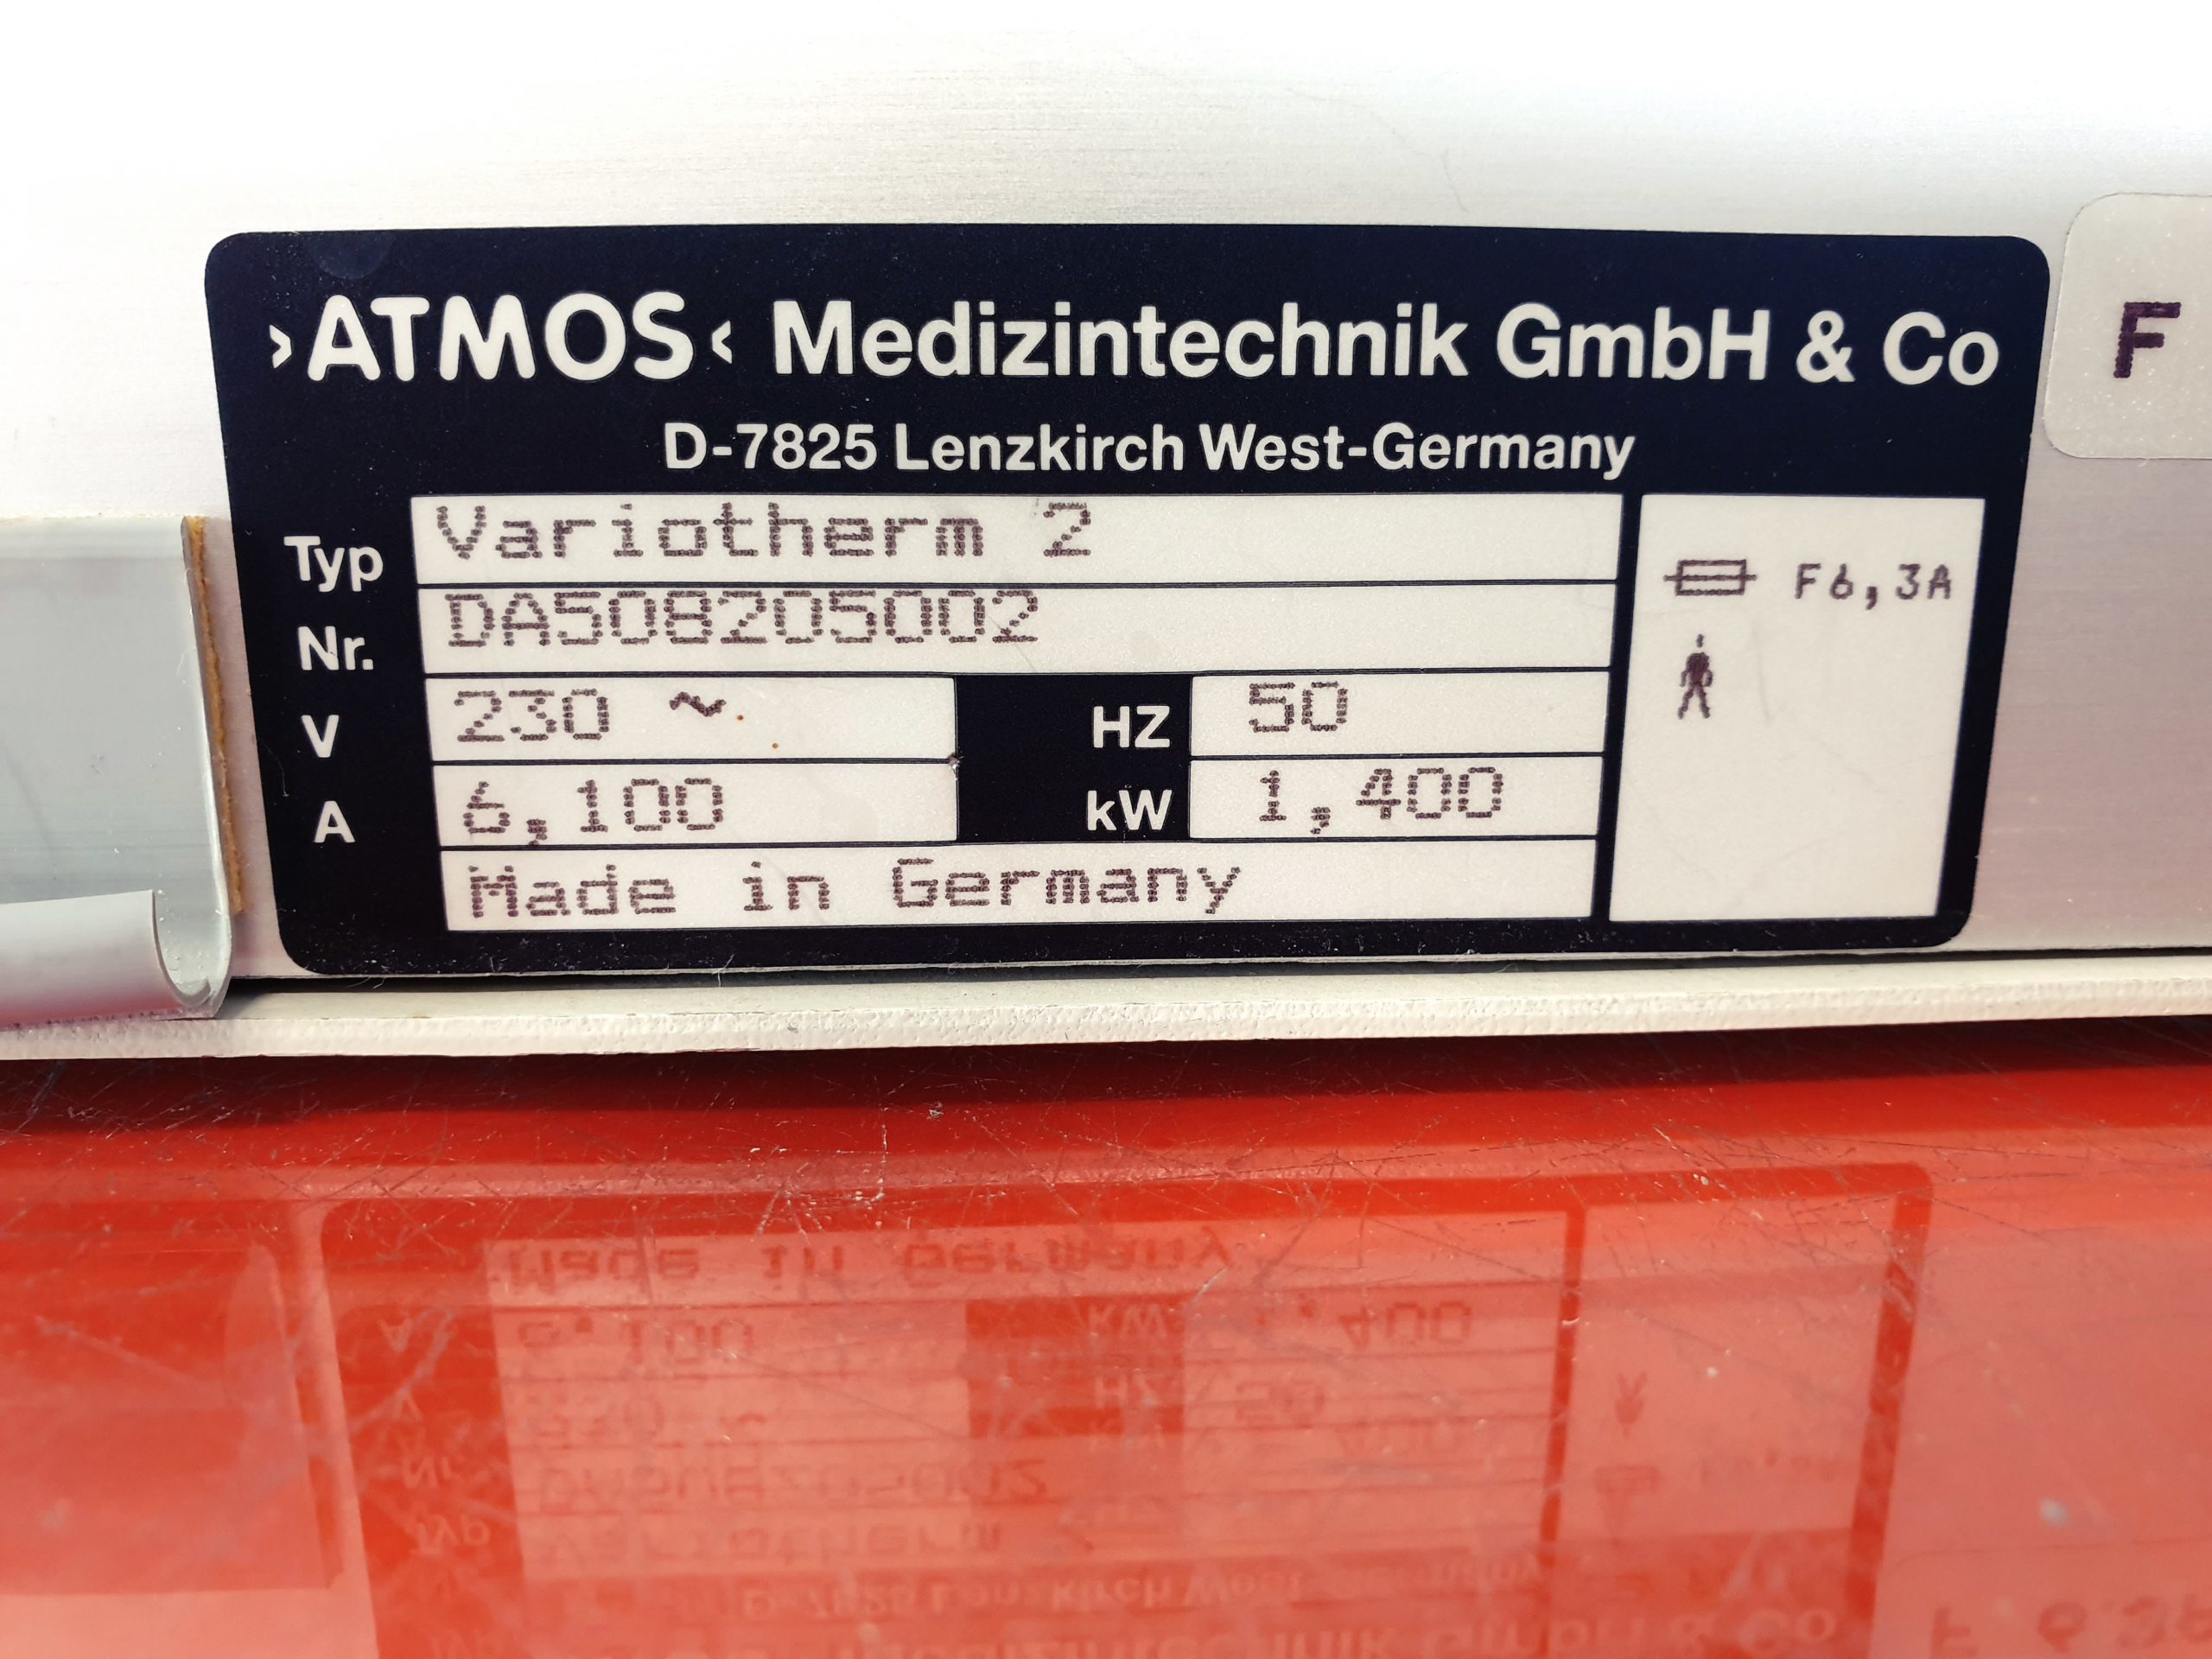 ›ATMOS‹ Medizintechnik GmbH & Co
D-7825 Lenzkirch West-Germany
Typ Variotherm 2
Nr. DA508205002
V 230 ~ HZ 50
A 6,100 kW 1,400
Made in Germany
F6,3A
F